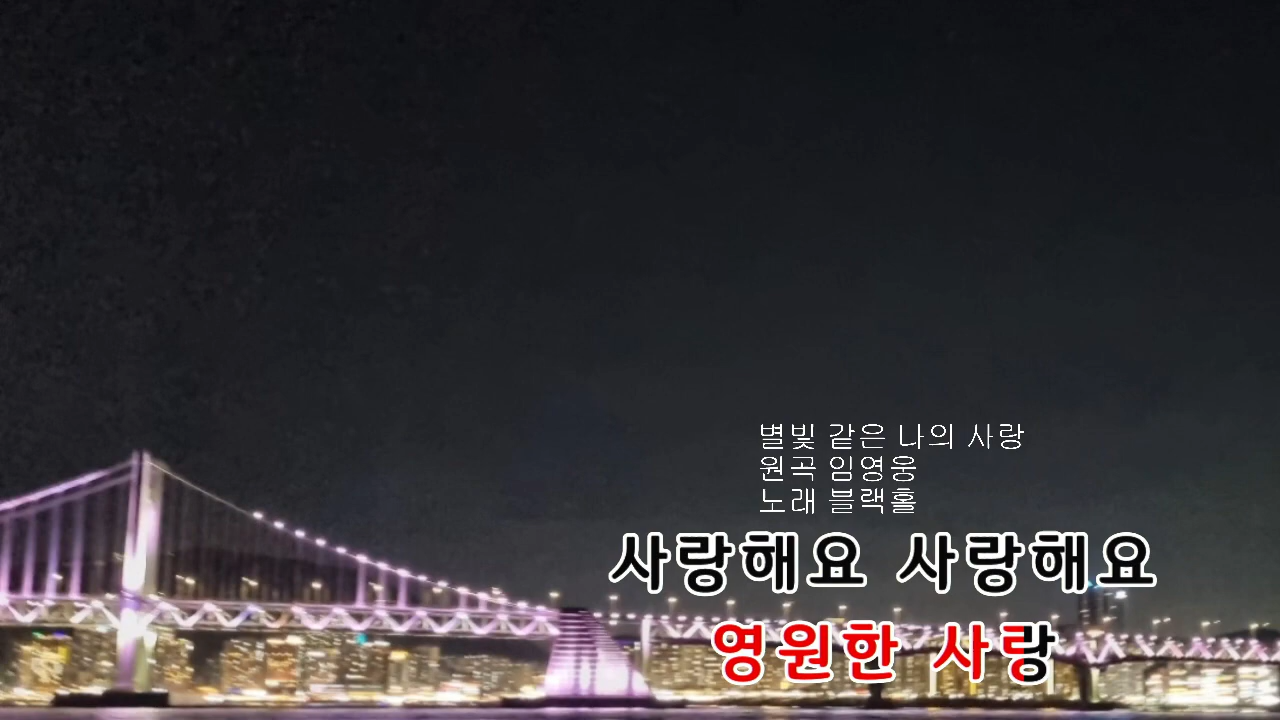 별빛 같은 나의 사랑
원곡 임영웅
노래 블랙홀
사랑해요 사랑해요
영원한 사랑